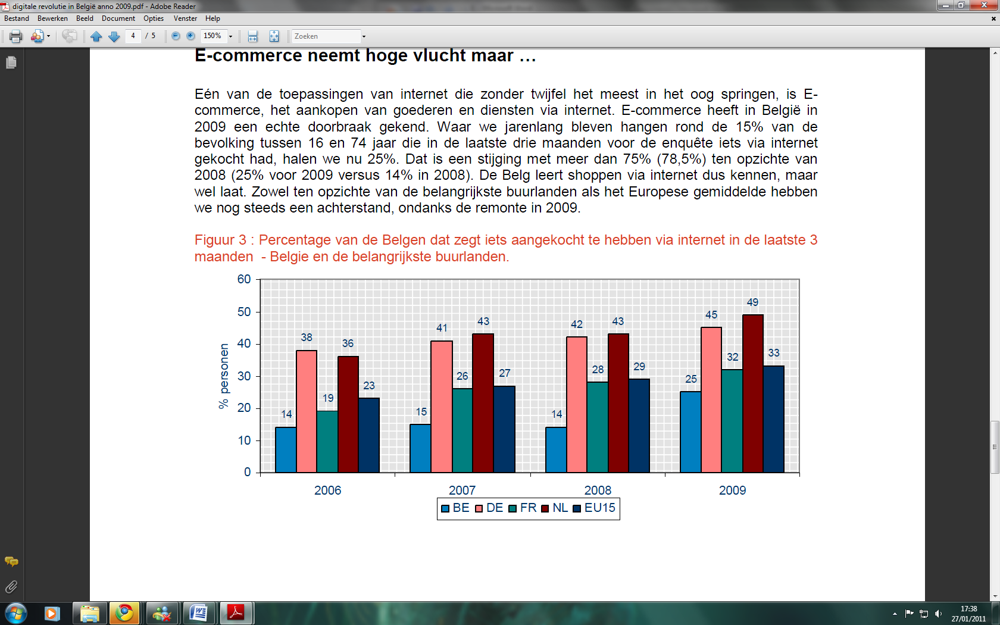 digitale revolutie in België anno 2009.pdf - Adobe Reader
Bestand Bewerken Beeld Document Opties Venster Help
4 / 5 150% Zoeken
E-commerce neemt hoge vlucht maar …
Eén van de toepassingen van internet die zonder twijfel het meest in het oog springen, is E-
commerce, het aankopen van goederen en diensten via internet. E-commerce heeft in België in
2009 een echte doorbraak gekend. Waar we jarenlang bleven hangen rond de 15% van de
bevolking tussen 16 en 74 jaar die in de laatste drie maanden voor de enquête iets via internet
gekocht had, halen we nu 25%. Dat is een stijging met meer dan 75% (78,5%) ten opzichte van
2008 (25% voor 2009 versus 14% in 2008). De Belg leert shoppen via internet dus kennen, maar
wel laat. Zowel ten opzichte van de belangrijkste buurlanden als het Europese gemiddelde hebben
we nog steeds een achterstand, ondanks de remonte in 2009.
Figuur 3 : Percentage van de Belgen dat zegt iets aangekocht te hebben via internet in de laatste 3
maanden - Belgie en de belangrijkste buurlanden.
% personen
60
50
40
30
20
10
0
14 38 19 36 23
15 41 26 43 27
14 42 28 43 29
25 45 32 49 33
2006 2007 2008 2009
BE DE FR NL EU15
17:38
27/01/2011